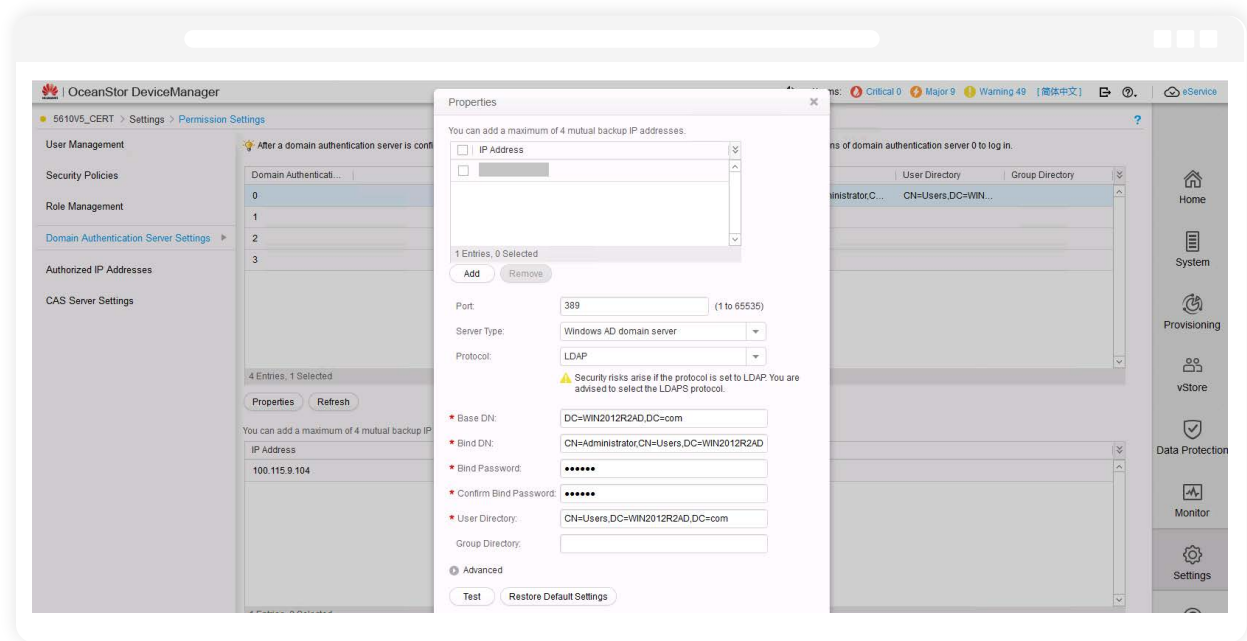 OceanStor DeviceManager
Critical 0 Major 9 Warning 49 [简体中文]
eService
5610V5_CERT > Settings > Permission Settings
?
User Management
Security Policies
Role Management
Domain Authentication Server Settings
Authorized IP Addresses
CAS Server Settings
After a domain authentication server is
of domain authentication server 0 to log in.
Domain Authenticati...
User Directory
Group Directory
0
CN=Users,DC=WIN...
1
2
3
4 Entries, 1 Selected
Properties
Refresh
You can add a maximum of 4 mutual backup IP
IP Address
100.115.9.104
Properties
You can add a maximum of 4 mutual backup IP addresses.
IP Address
1 Entries, 0 Selected
Add
Remove
Port: 389 (1 to 65535)
Server Type: Windows AD domain server
Protocol: LDAP
Security risks arise if the protocol is set to LDAP. You are
advised to select the LDAPS protocol.
* Base DN: DC=WIN2012R2AD,DC=com
* Bind DN: CN=Administrator,CN=Users,DC=WIN2012R2AD
* Bind Password: ●●●●●●
* Confirm Bind Password: ●●●●●●
* User Directory: CN=Users,DC=WIN2012R2AD,DC=com
Group Directory:
Advanced
Test
Restore Default Settings
Home
System
Provisioning
vStore
Data Protection
Monitor
Settings